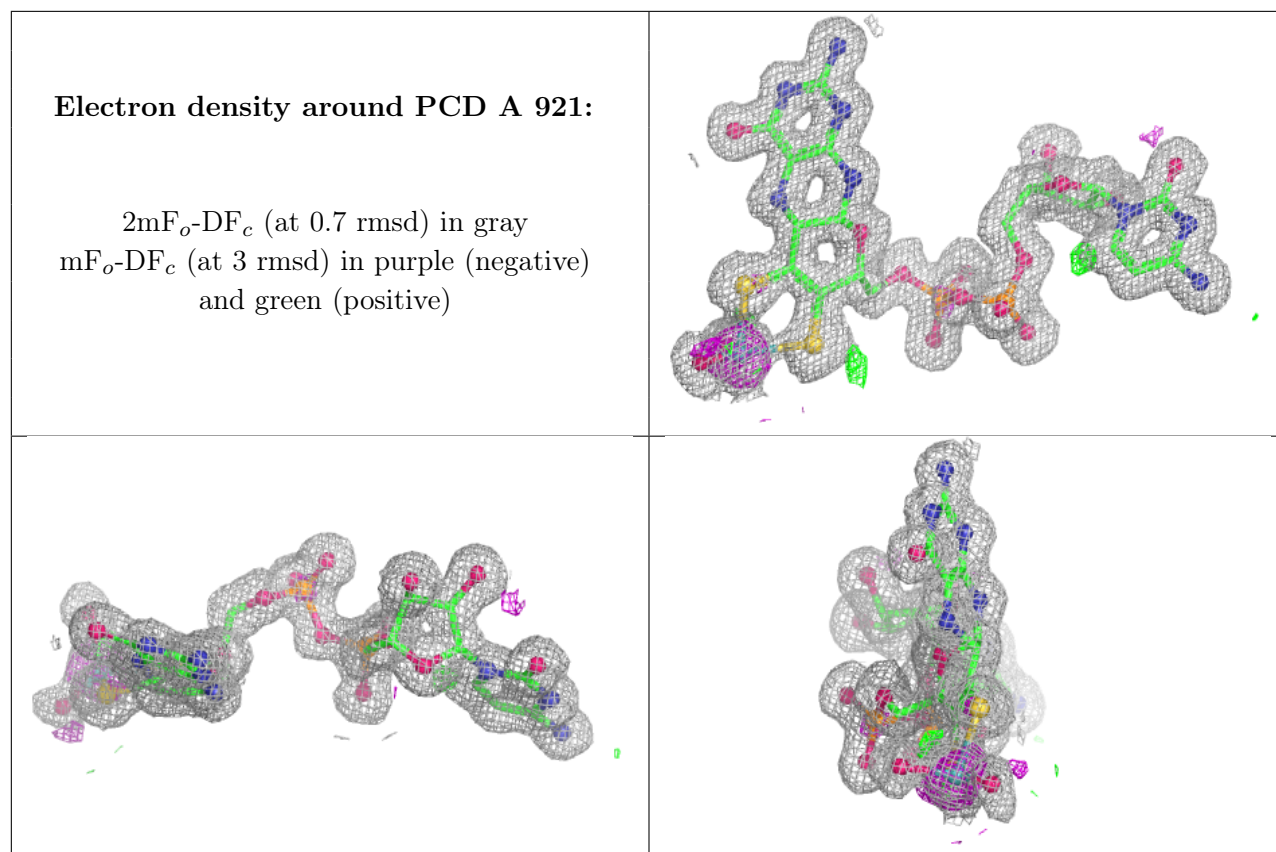 Electron density around PCD A 921:
2mFo-DFc (at 0.7 rmsd) in gray
mFo-DFc (at 3 rmsd) in purple (negative)
and green (positive)